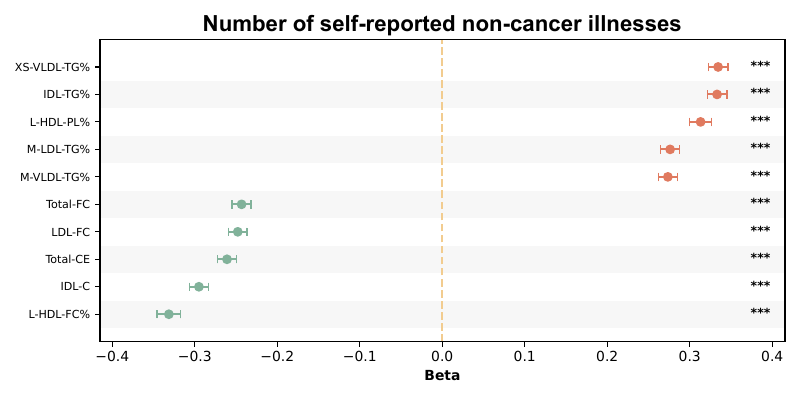 Number of self-reported non-cancer illnesses
XS-VLDL-TG% ***
IDL-TG% ***
L-HDL-PL% ***
M-LDL-TG% ***
M-VLDL-TG% ***
Total-FC ***
LDL-FC ***
Total-CE ***
IDL-C ***
L-HDL-FC% ***
−0.4 −0.3 −0.2 −0.1 0.0 0.1 0.2 0.3 0.4
Beta